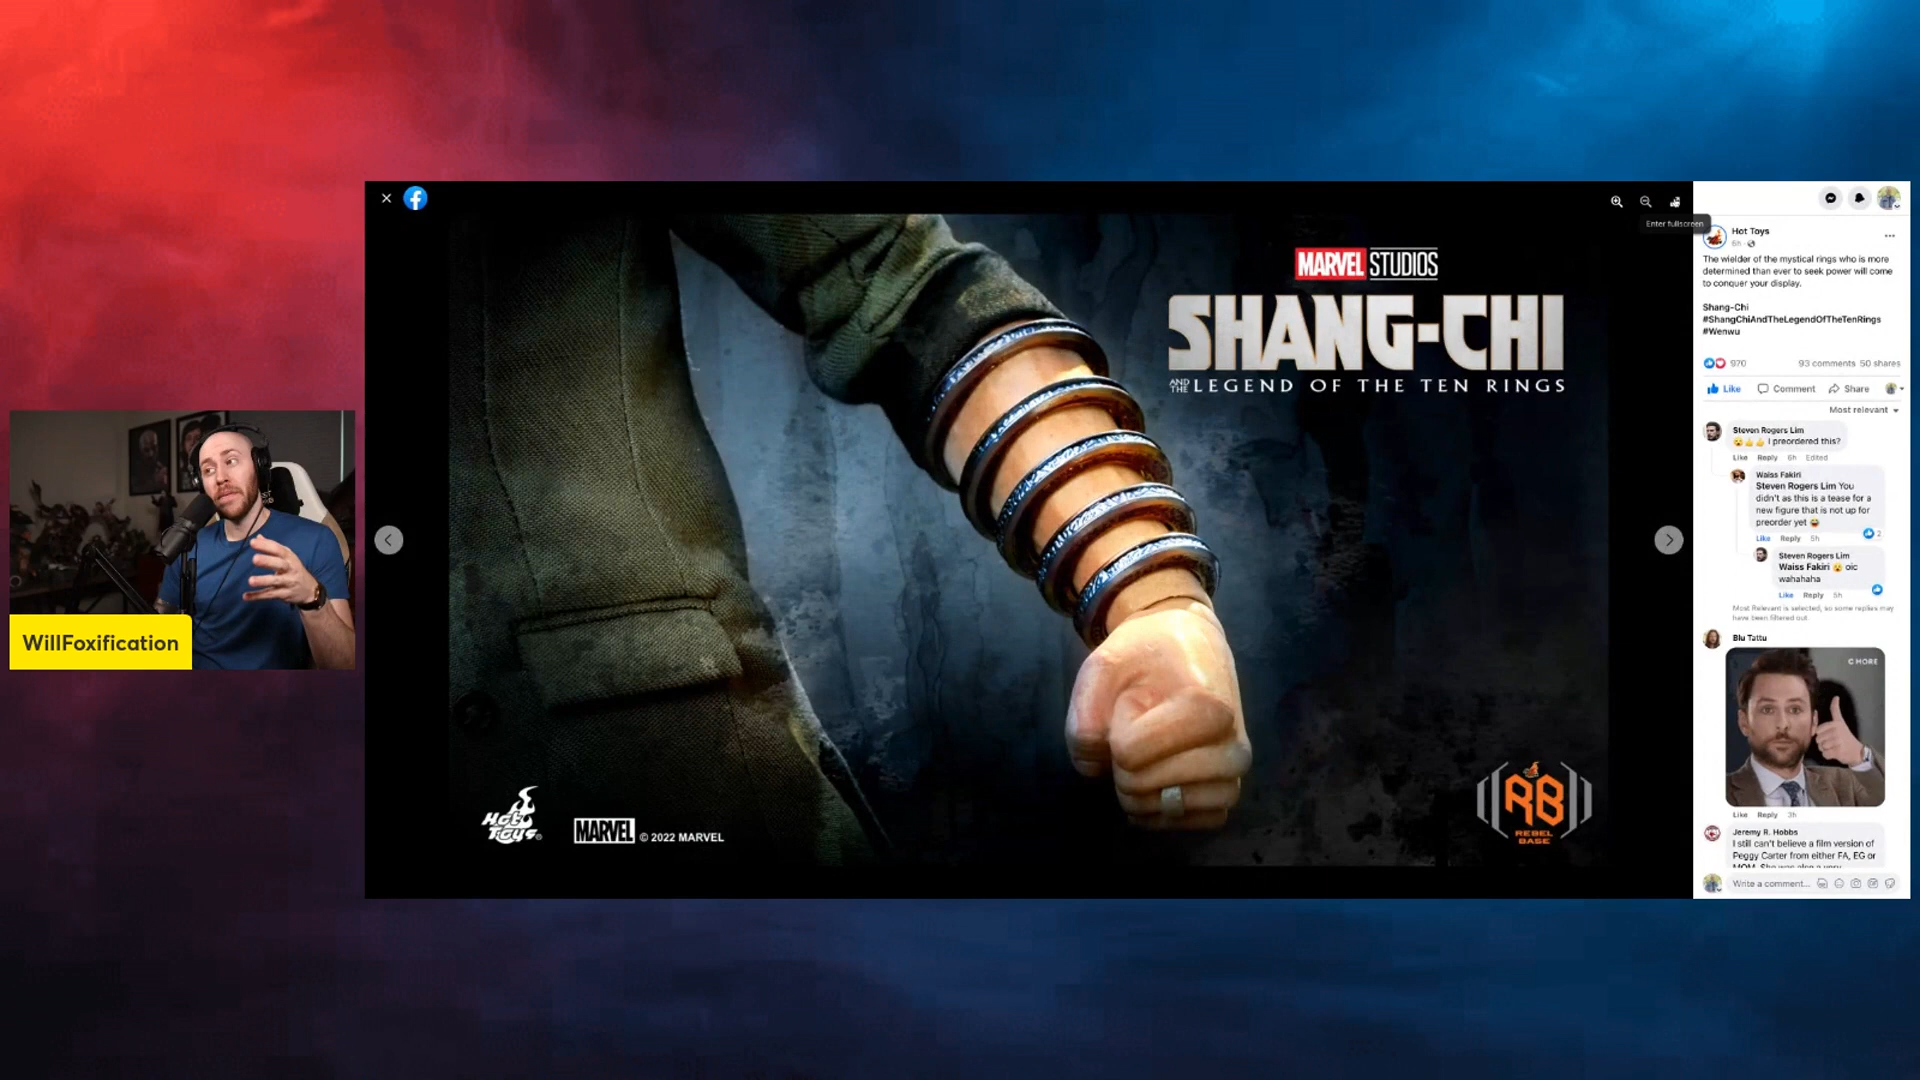 WillFoxification
Enter fullscreen
MARVEL STUDIOS
SHANG-CHI
AND THE LEGEND OF THE TEN RINGS
Hot Toys
MARVEL © 2022 MARVEL
RB
REBEL
BASE
Hot Toys
6h
The wielder of the mystical rings who is more
determined than ever to seek power will come
to conquer your display.
Shang-Chi
#ShangChiAndTheLegendOfTheTenRings
#Wenwu
970
93 comments 50 shares
Like Comment Share
Most relevant
Steven Rogers Lim
😮👍👍 I preordered this?
Like Reply 6h Edited
Waiss Fakiri
Steven Rogers Lim You
didn't as this is a tease for a
new figure that is not up for
preorder yet 😂
2
Like Reply 5h
Steven Rogers Lim
Waiss Fakiri 😮 oic
wahahaha
Like Reply 5h
Most Relevant is selected, so some replies may
have been filtered out.
Blu Tattu
C MORE
Like Reply 3h
Jeremy R. Hobbs
I still can't believe a film version of
Peggy Carter from either FA, EG or
MOM. She was also a very
Write a comment...